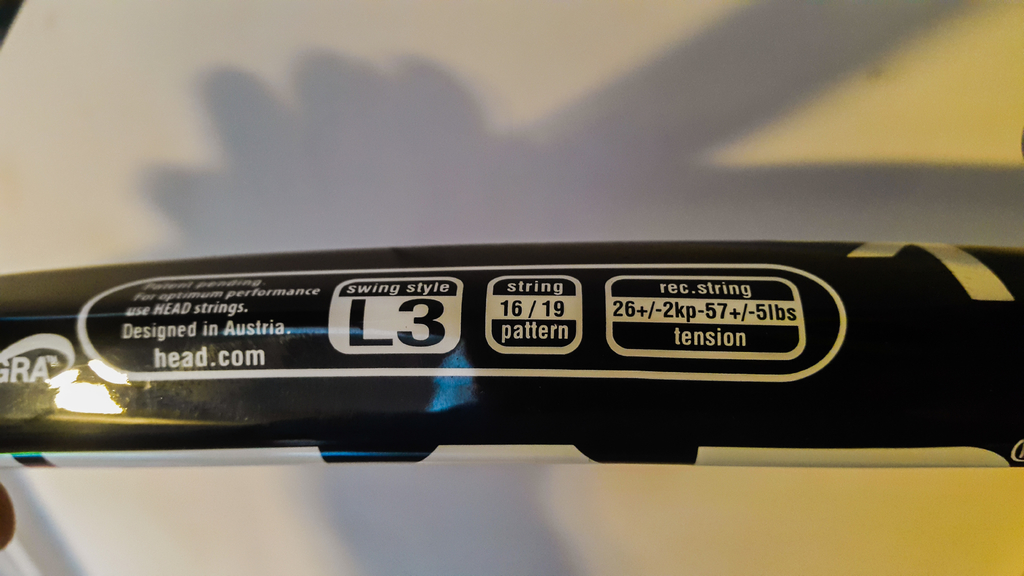 Patent pending.
For optimum performance
use HEAD strings.
Designed in Austria.
head.com
swing style
L3
string
16 / 19
pattern
rec.string
26+/-2kp-57+/-5lbs
tension
GRA